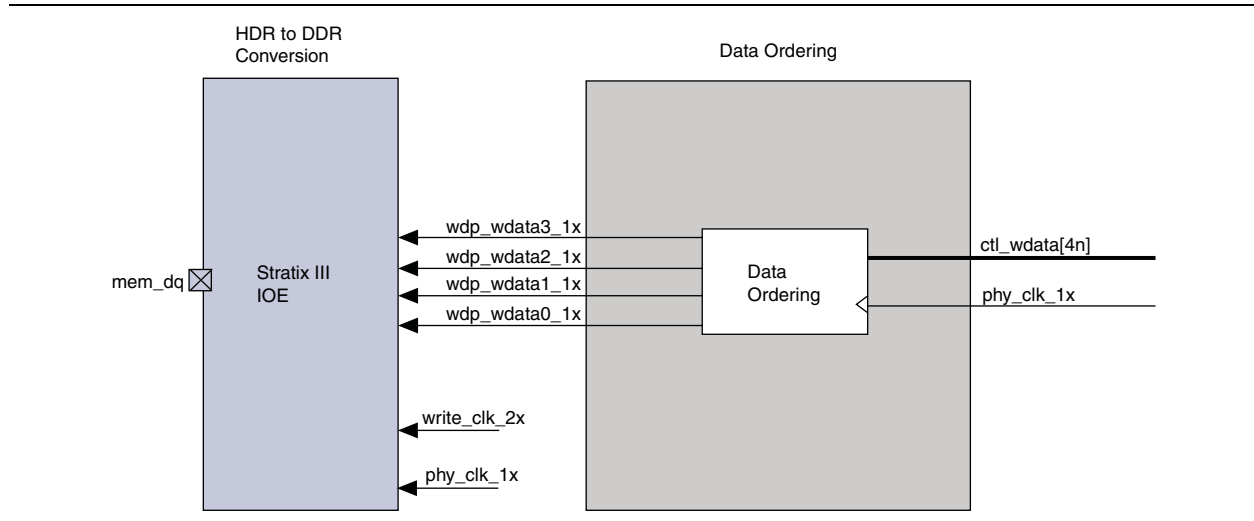 HDR to DDR
Conversion
Data Ordering
wdp_wdata3_1x
wdp_wdata2_1x
wdp_wdata1_1x
wdp_wdata0_1x
ctl_wdata[4n]
phy_clk_1x
Data
Ordering
mem_dq
Stratix III
IOE
write_clk_2x
phy_clk_1x